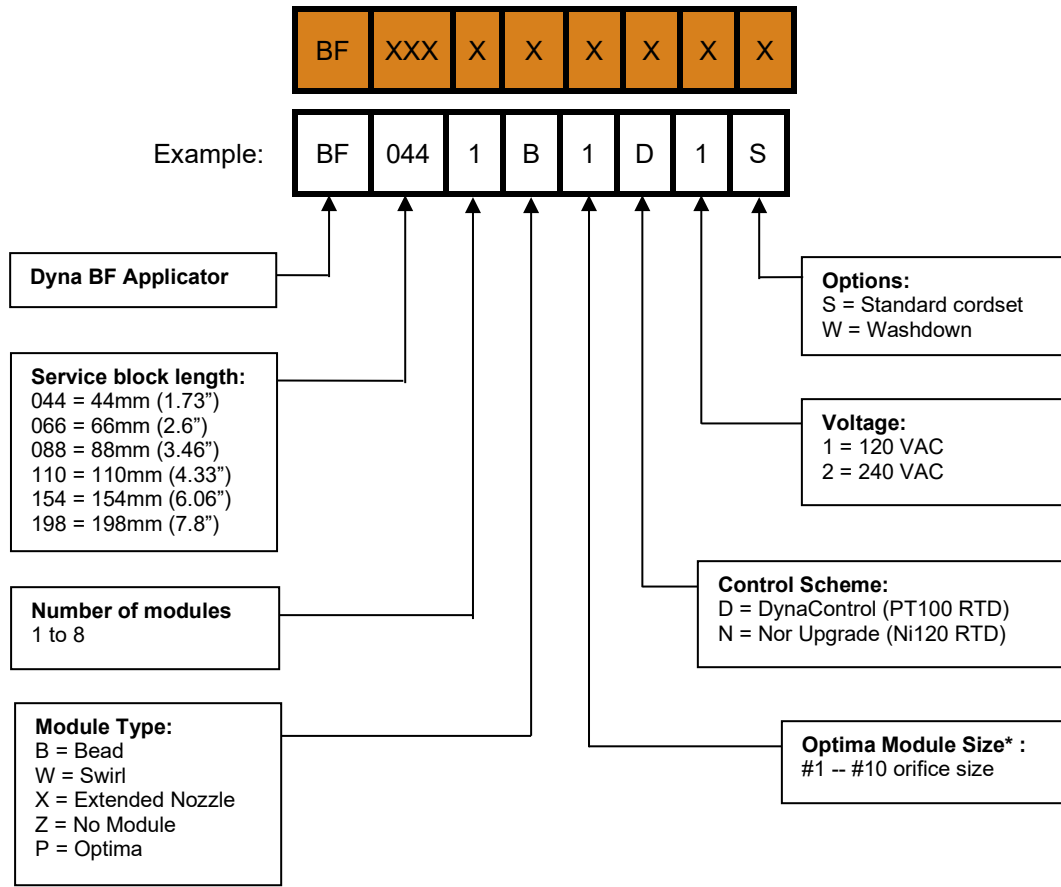 BF XXX X X X X X X
Example: BF 044 1 B 1 D 1 S
Dyna BF Applicator
Service block length:
044 = 44mm (1.73”)
066 = 66mm (2.6”)
088 = 88mm (3.46”)
110 = 110mm (4.33”)
154 = 154mm (6.06”)
198 = 198mm (7.8”)
Number of modules
1 to 8
Module Type:
B = Bead
W = Swirl
X = Extended Nozzle
Z = No Module
P = Optima
Options:
S = Standard cordset
W = Washdown
Voltage:
1 = 120 VAC
2 = 240 VAC
Control Scheme:
D = DynaControl (PT100 RTD)
N = Nor Upgrade (Ni120 RTD)
Optima Module Size* :
#1 -- #10 orifice size